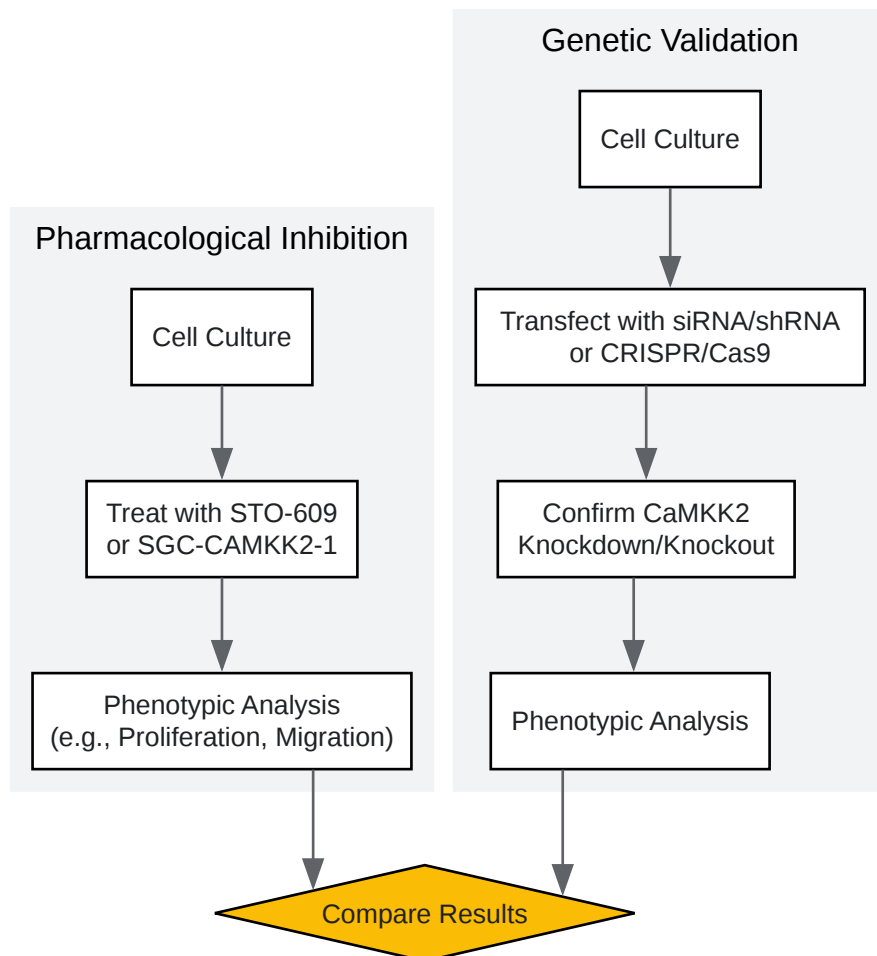 Pharmacological Inhibition
Cell Culture
Treat with STO-609
or SGC-CAMKK2-1
Phenotypic Analysis
(e.g., Proliferation, Migration)
Genetic Validation
Cell Culture
Transfect with siRNA/shRNA
or CRISPR/Cas9
Confirm CaMKK2
Knockdown/Knockout
Phenotypic Analysis
Compare Results